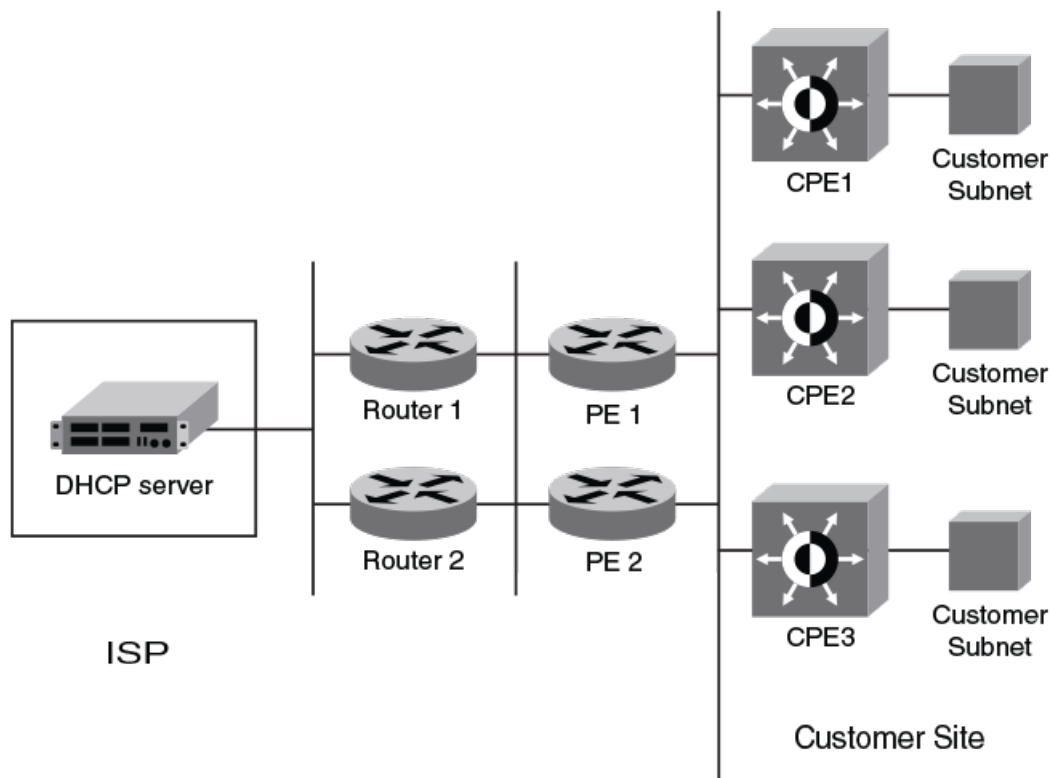 CPE1
Customer
Subnet
CPE2
Customer
Subnet
Router 1
PE 1
DHCP server
Router 2
PE 2
CPE3
Customer
Subnet
ISP
Customer Site